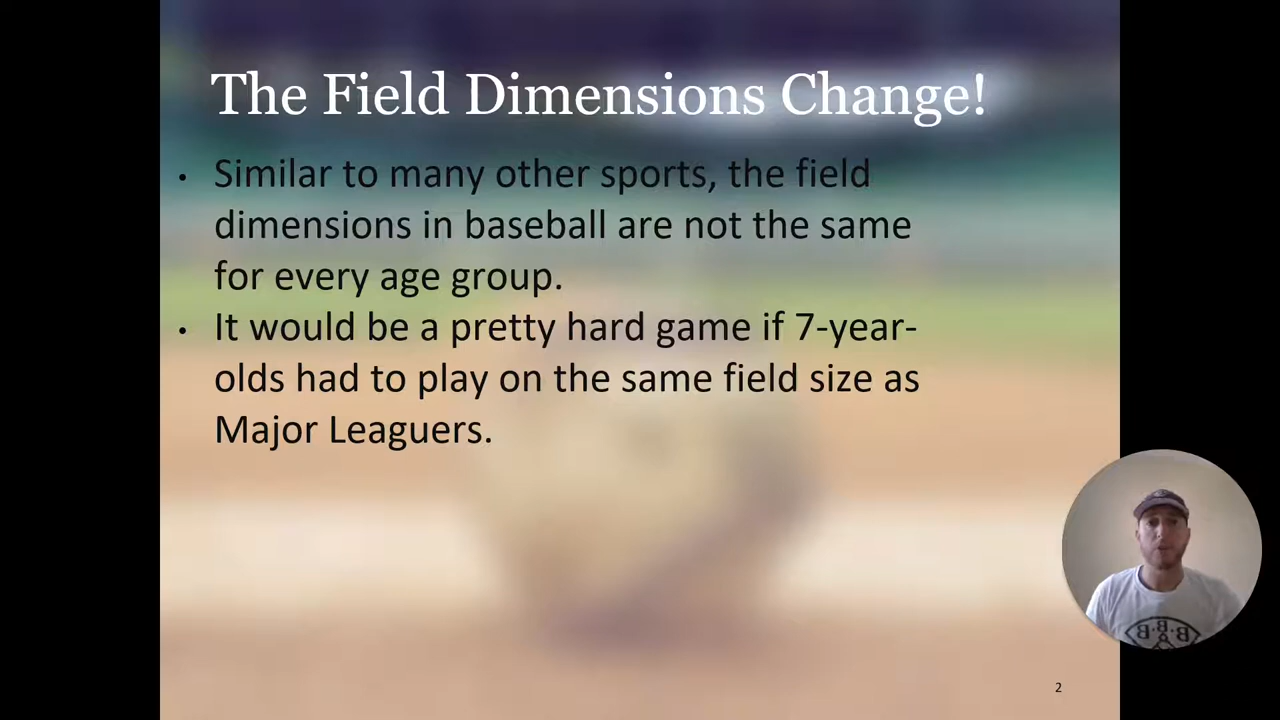 The Field Dimensions Change!
• Similar to many other sports, the field
dimensions in baseball are not the same
for every age group.
• It would be a pretty hard game if 7-year-
olds had to play on the same field size as
Major Leaguers.
2